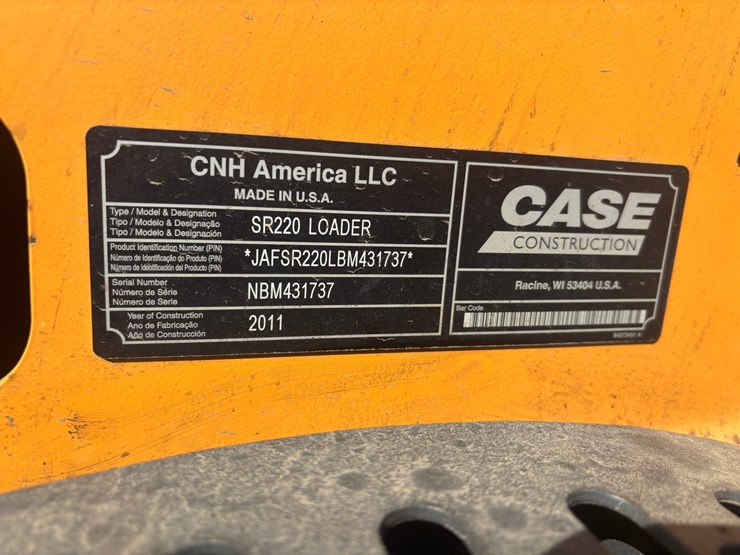 CNH America LLC
MADE IN U.S.A.
Type / Model & Designation
Tipo / Modelo & Designação
Tipo / Modelo & Designación
SR220 LOADER
Product Identification Number (PIN)
Número de Identificação do Produto (PIN)
Número de Identificación del Producto (PIN)
*JAFSR220LBM431737*
Serial Number
Número de Série
Número de Serie
NBM431737
Year of Construction
Ano de Fabricação
Año de Construcción
2011
CASE
CONSTRUCTION
Racine, WI 53404 U.S.A.
Bar Code